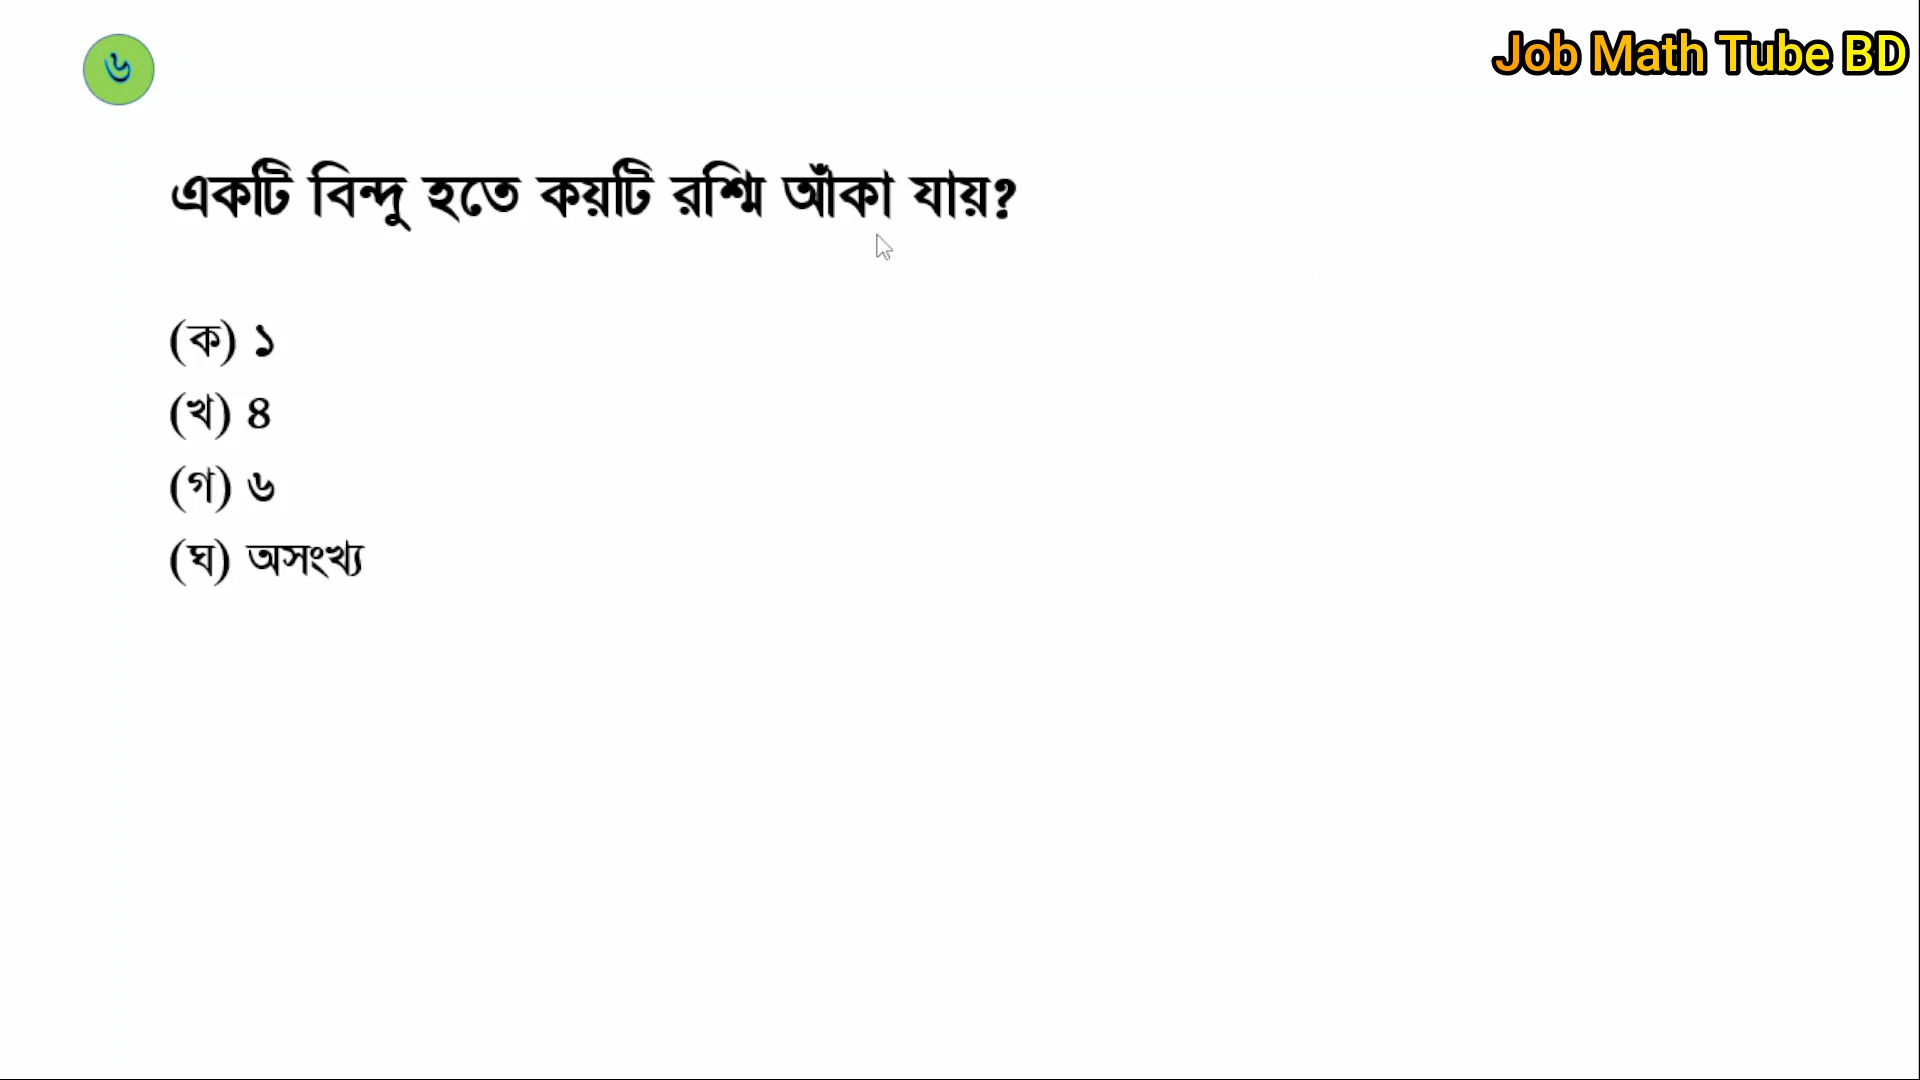 ৬
Job Math Tube BD
একটি বিন্দু হতে কয়টি রশ্মি আঁকা যায়?
(ক) ১
(খ) ৪
(গ) ৬
(ঘ) অসংখ্য